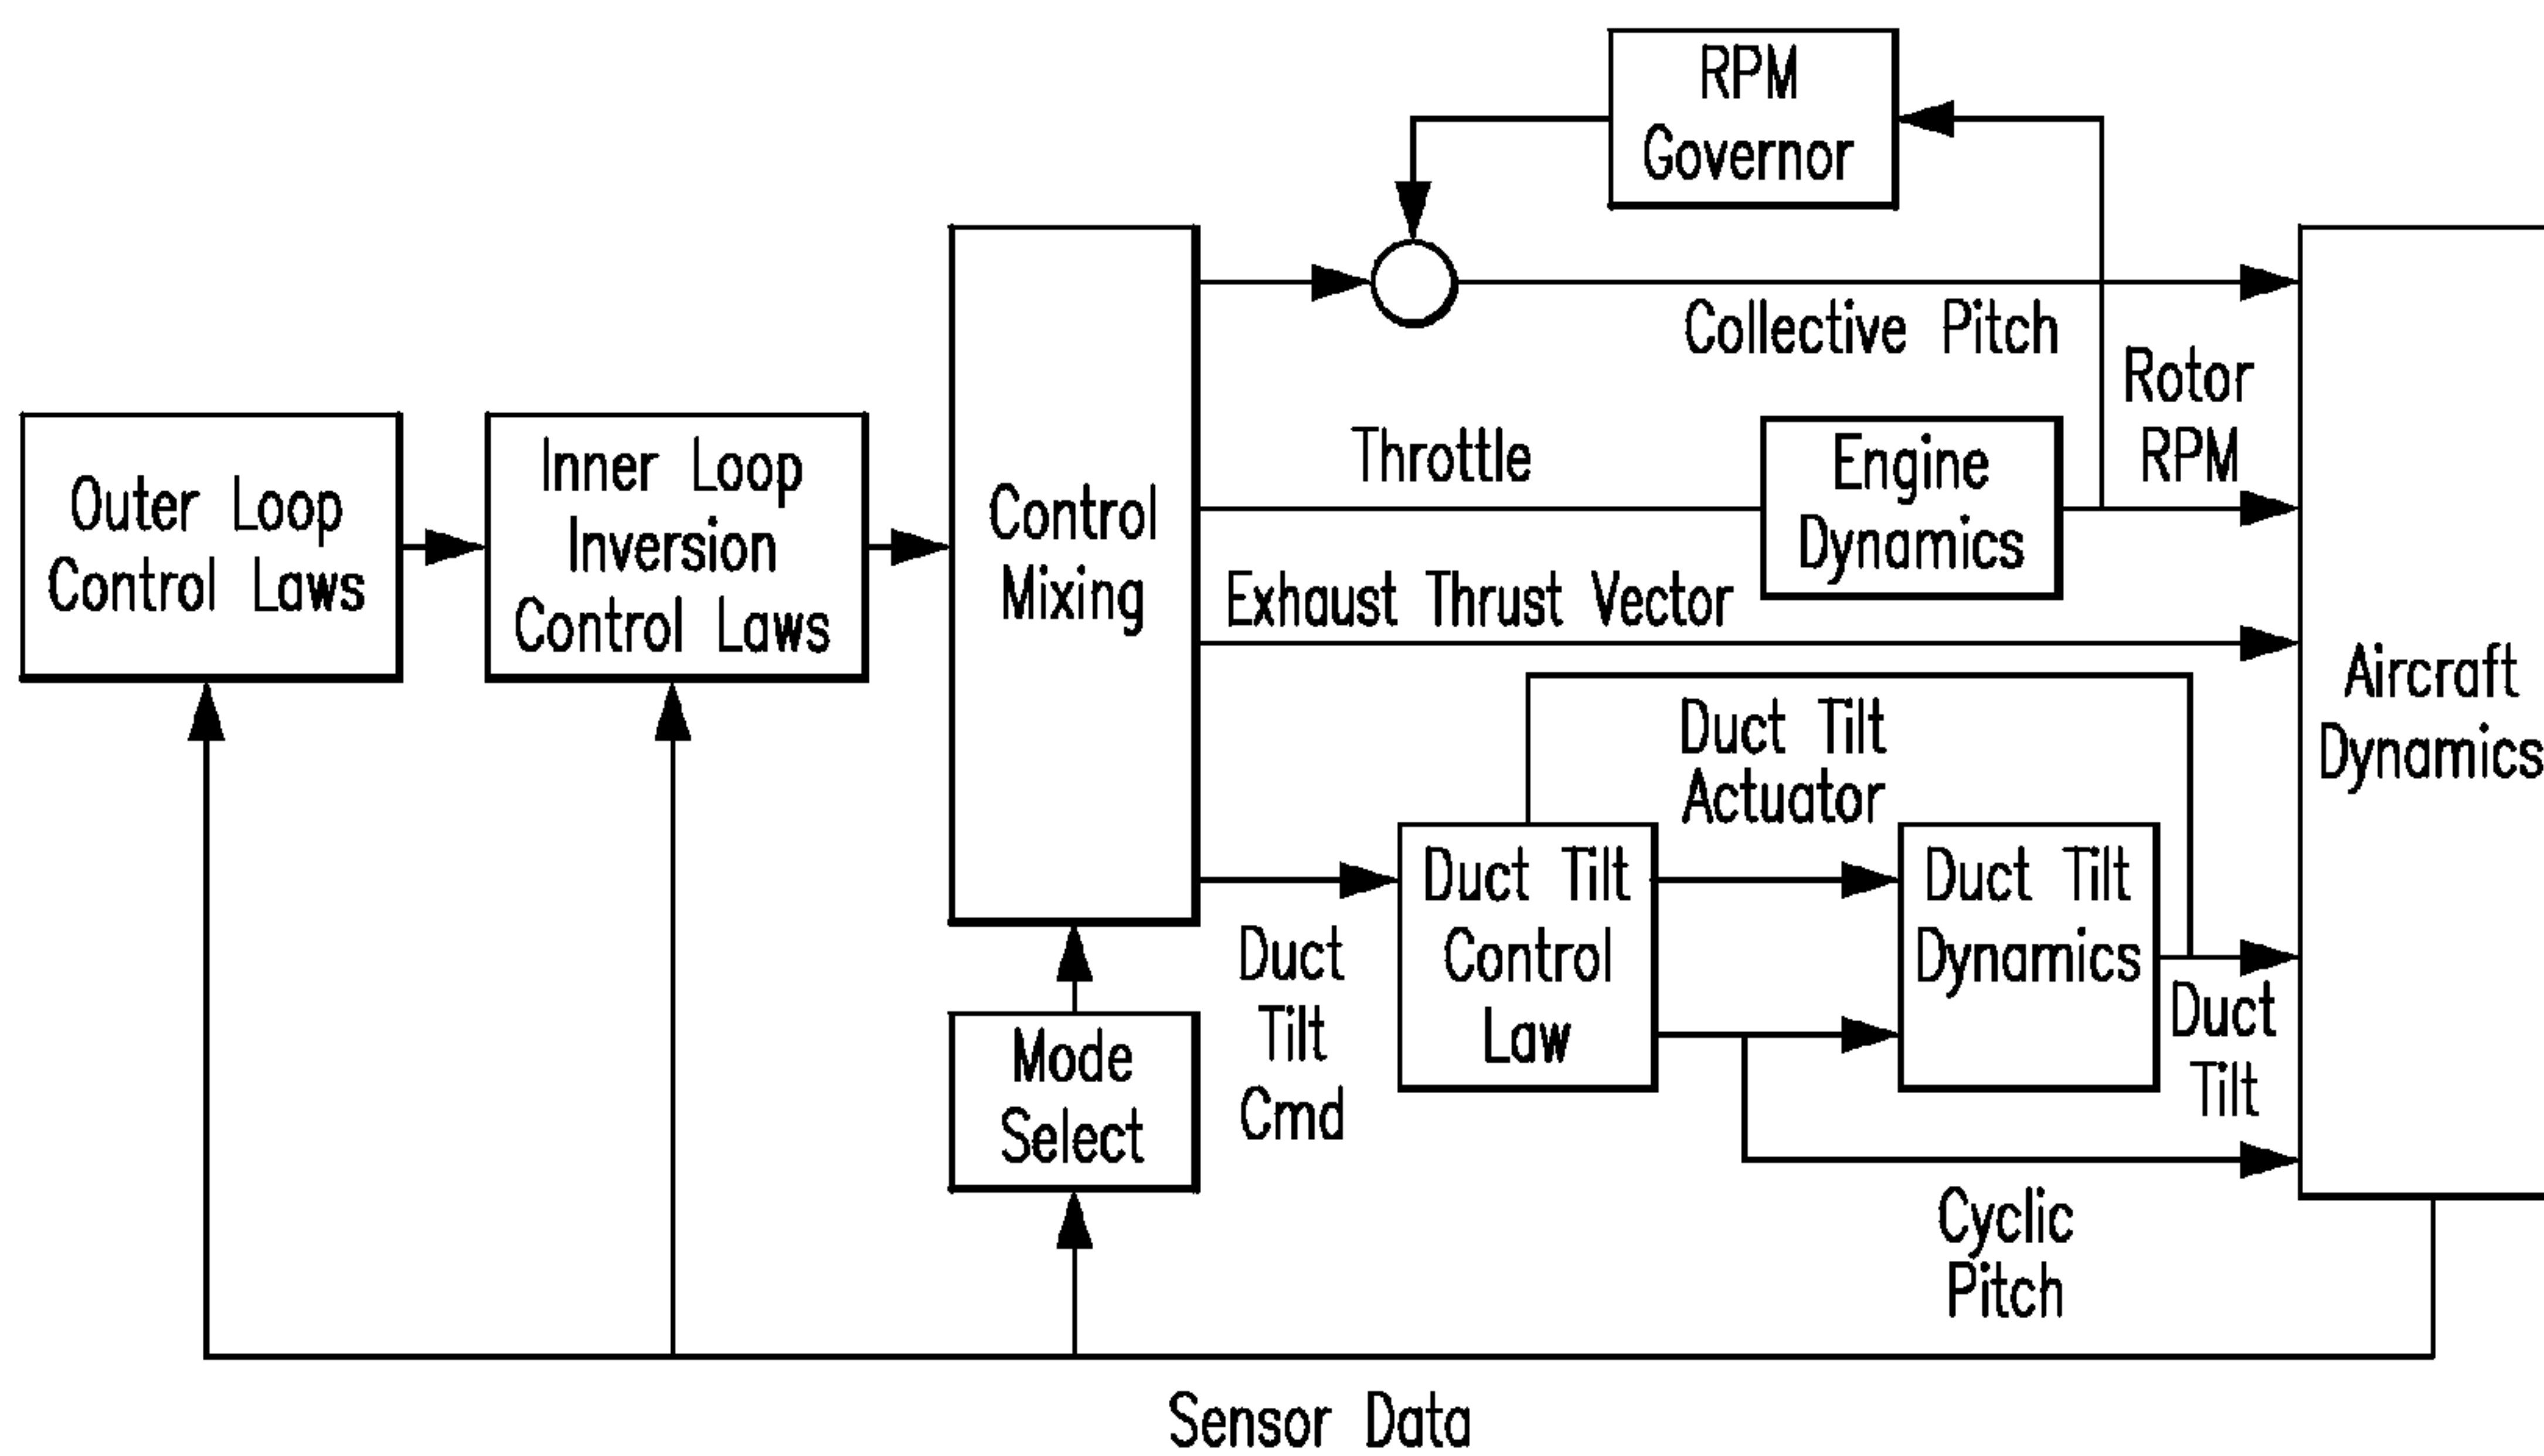 RPM
Governor
Collective Pitch
Rotor
RPM
Throttle
Engine
Dynamics
Outer Loop
Control Laws
Inner Loop
Inversion
Control Laws
Control
Mixing
Exhaust Thrust Vector
Aircraft
Dynamics
Duct Tilt
Actuator
Duct Tilt
Control
Law
Duct Tilt
Dynamics
Duct
Tilt
Cmd
Duct
Tilt
Mode
Select
Cyclic
Pitch
Sensor Data